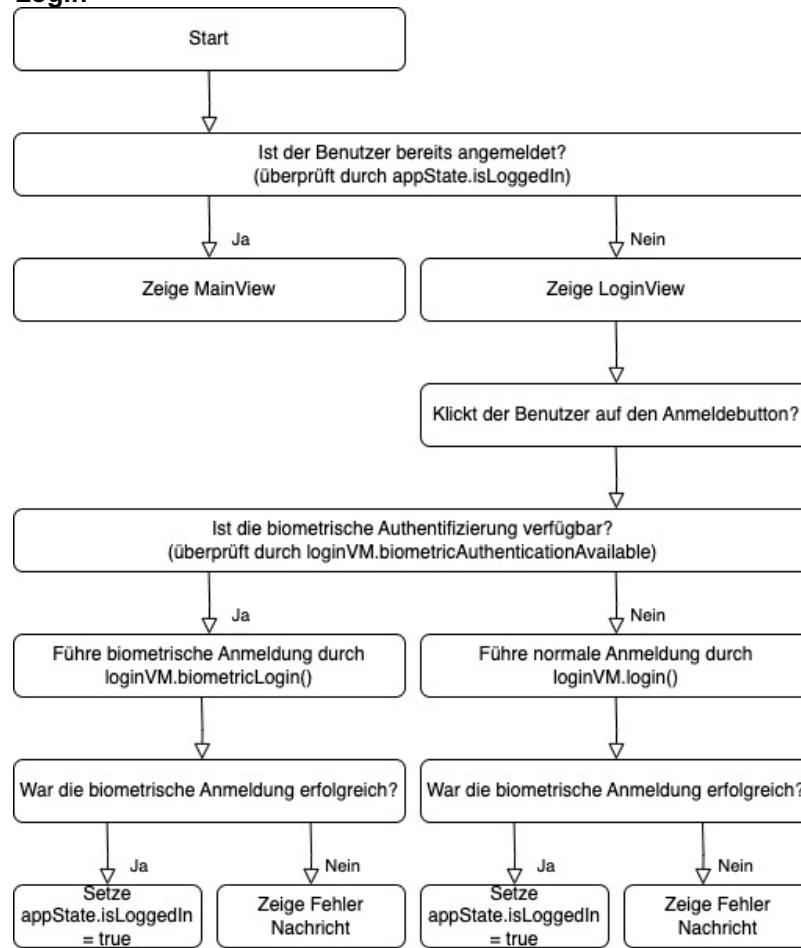 Login
Start
Ist der Benutzer bereits angemeldet?
(überprüft durch appState.isLoggedIn)
Ja
Nein
Zeige MainView
Zeige LoginView
Klickt der Benutzer auf den Anmeldebutton?
Ist die biometrische Authentifizierung verfügbar?
(überprüft durch loginVM.biometricAuthenticationAvailable)
Ja
Nein
Führe biometrische Anmeldung durch
loginVM.biometricLogin()
Führe normale Anmeldung durch
loginVM.login()
War die biometrische Anmeldung erfolgreich?
War die biometrische Anmeldung erfolgreich?
Ja
Nein
Ja
Nein
Setze
appState.isLoggedIn
= true
Zeige Fehler
Nachricht
Setze
appState.isLoggedIn
= true
Zeige Fehler
Nachricht